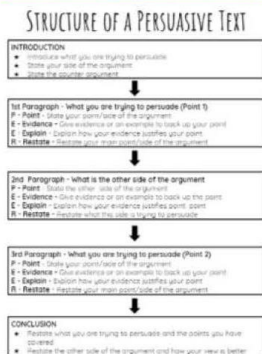 STRUCTURE OF A PERSUASIVE TEXT
INTRODUCTION
Introduce what you are trying to persuade
State your side of the argument
State the counter argument
1st Paragraph - What you are trying to persuade (Point 1)
P - Point - State your point/side of the argument
E - Evidence - Give evidence or an example to back up your point
E - Explain - Explain how your evidence justifies your point
R - Restate - Restate your main point/side of the argument
2nd Paragraph - What is the other side of the argument
P - Point - State the other side of the argument
E - Evidence - Give evidence or an example to back up the point
E - Explain - Explain how your evidence justifies point point
R - Restate - Restate what this side is trying to persuade
3rd Paragraph - What you are trying to persuade (Point 2)
P - Point - State your point/side of the argument
E - Evidence - Give evidence or an example to back up your point
E - Explain - Explain how your evidence justifies your point
R - Restate - Restate your main point/side of the argument
CONCLUSION
Restate what you are trying to persuade and the points you have
covered
Restate the other side of the argument and how your view is better